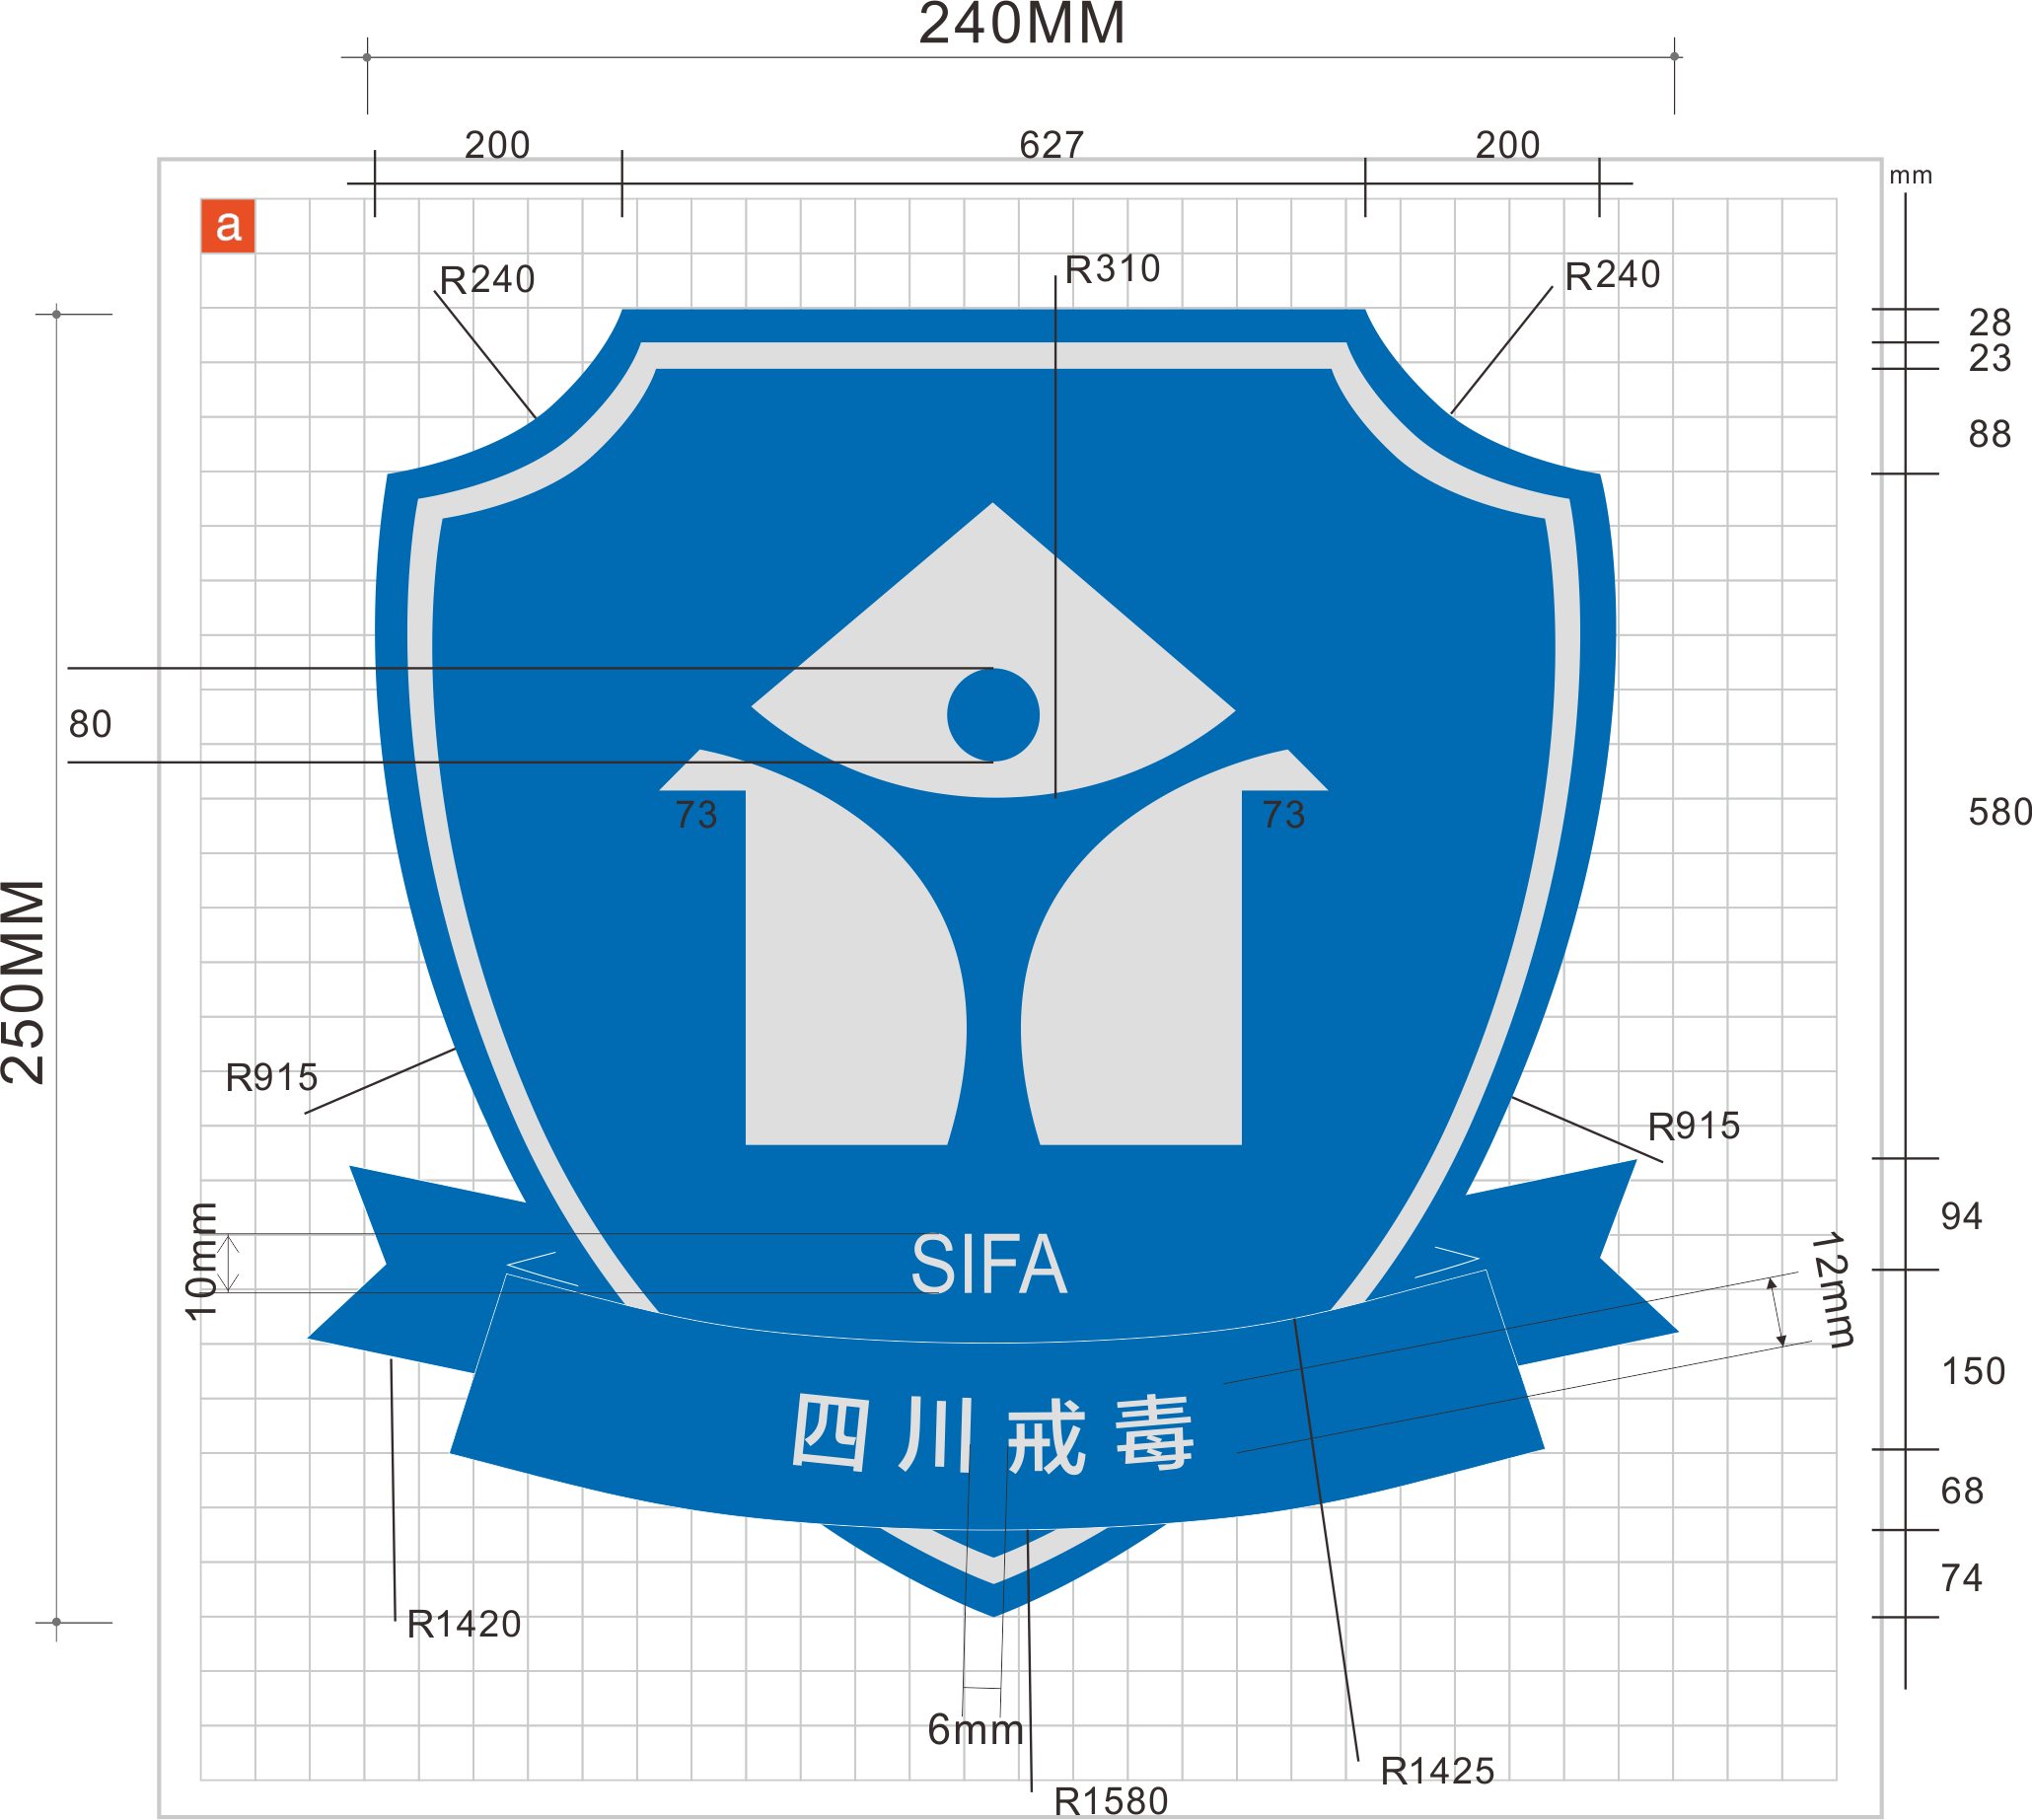 240MM
200 627 200
mm
a
R240 R310 R240
28
23
88
80
73 73
580
250MM
R915
R915
10mm
SIFA
94
12mm
150
四川戒毒
68
74
R1420
6mm
R1425
R1580